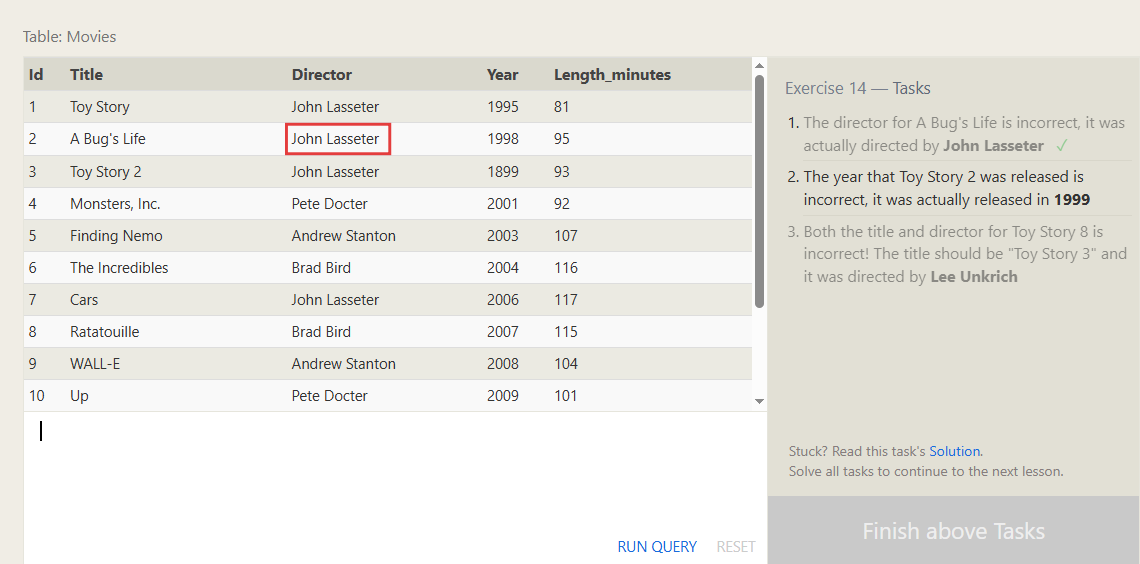 Table: Movies
Id Title Director Year Length_minutes
1 Toy Story John Lasseter 1995 81
2 A Bug's Life John Lasseter 1998 95
3 Toy Story 2 John Lasseter 1899 93
4 Monsters, Inc. Pete Docter 2001 92
5 Finding Nemo Andrew Stanton 2003 107
6 The Incredibles Brad Bird 2004 116
7 Cars John Lasseter 2006 117
8 Ratatouille Brad Bird 2007 115
9 WALL-E Andrew Stanton 2008 104
10 Up Pete Docter 2009 101
RUN QUERY RESET
Exercise 14 — Tasks
1. The director for A Bug's Life is incorrect, it was
actually directed by John Lasseter ✓
2. The year that Toy Story 2 was released is
incorrect, it was actually released in 1999
3. Both the title and director for Toy Story 8 is
incorrect! The title should be "Toy Story 3" and
it was directed by Lee Unkrich
Stuck? Read this task's Solution.
Solve all tasks to continue to the next lesson.
Finish above Tasks